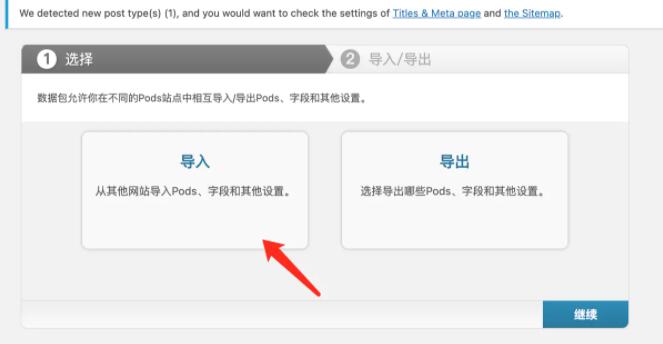 We detected new post type(s) (1), and you would want to check the settings of Titles & Meta page and the Sitemap.
1 选择
2 导入/导出
数据包允许你在不同的Pods站点中相互导入/导出Pods、字段和其他设置。
导入
从其他网站导入Pods、字段和其他设置。
导出
选择导出哪些Pods、字段和其他设置。
继续